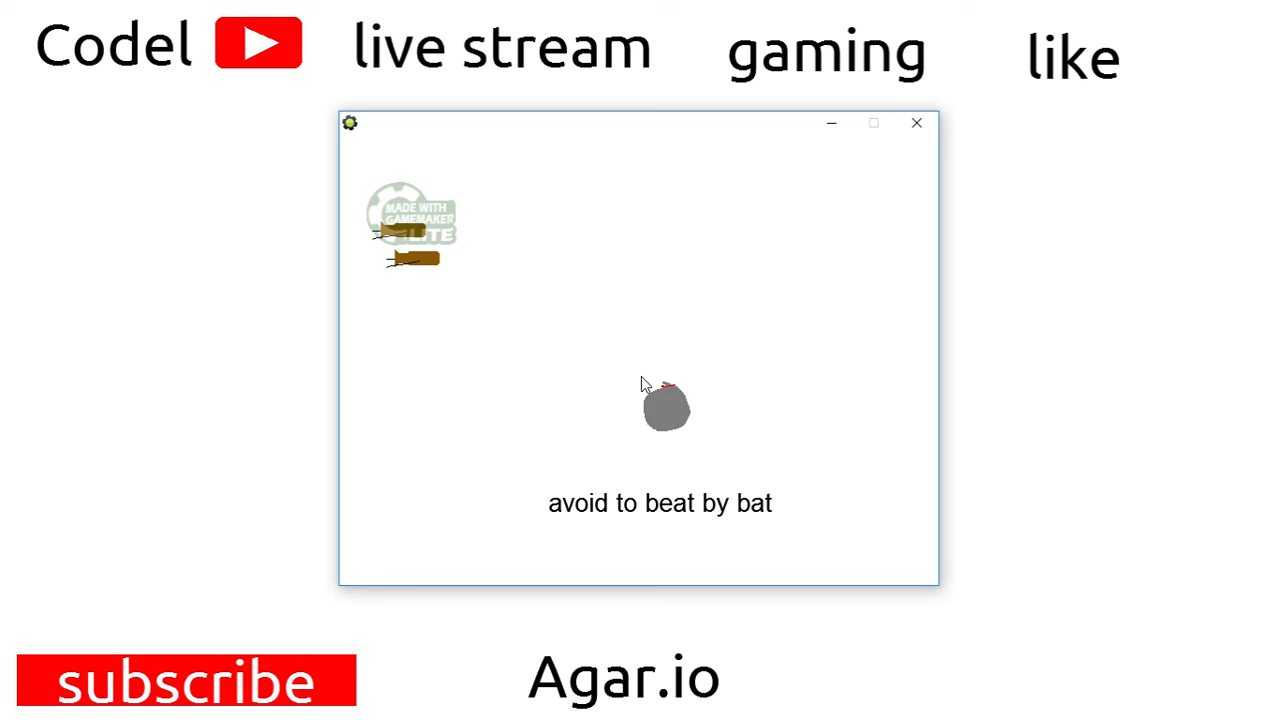 Codel live stream gaming like
MADE WITH
GAMEMAKER
LITE
avoid to beat by bat
subscribe Agar.io